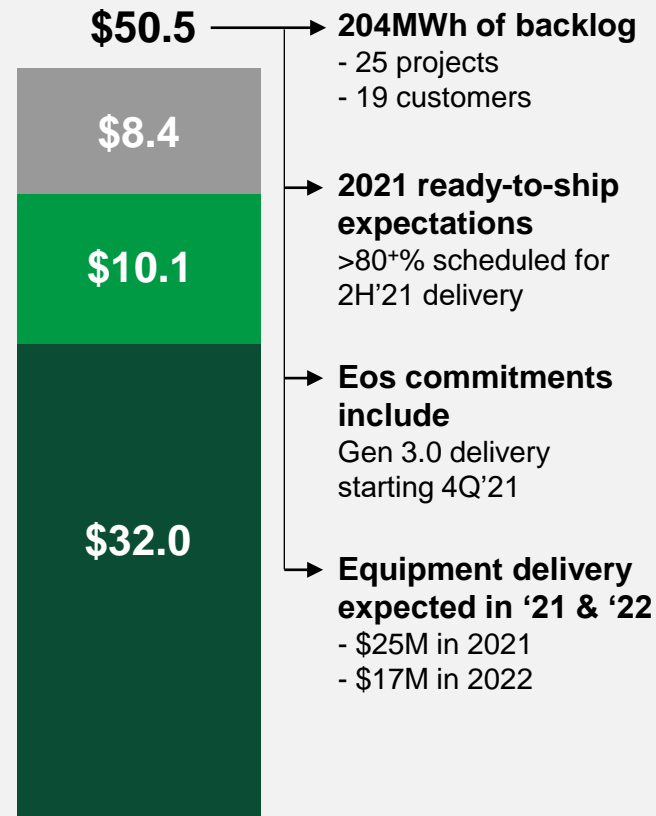 $50.5
$8.4
$10.1
$32.0
204MWh of backlog
- 25 projects
- 19 customers
2021 ready-to-ship
expectations
>80⁺% scheduled for
2H’21 delivery
Eos commitments
include
Gen 3.0 delivery
starting 4Q’21
Equipment delivery
expected in ‘21 & ‘22
- $25M in 2021
- $17M in 2022